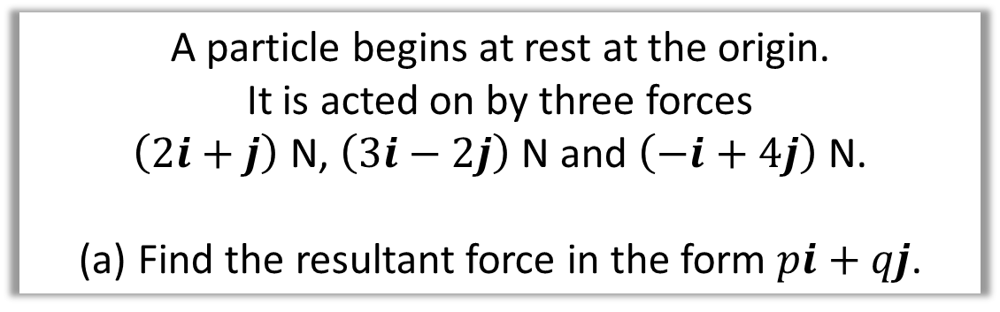 A particle begins at rest at the origin.
It is acted on by three forces
(2i + j) N, (3i − 2j) N and (−i + 4j) N.
(a) Find the resultant force in the form pi + qj.